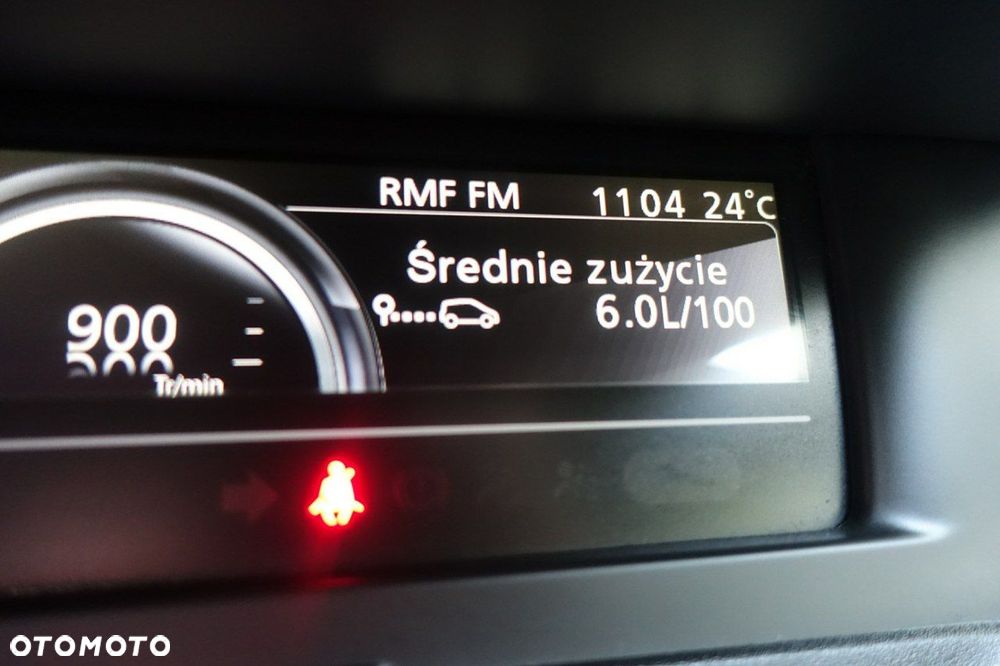 RMF FM 1104 24°C
Średnie zużycie
6.0L/100
900
Tr/min
OTOMOTO